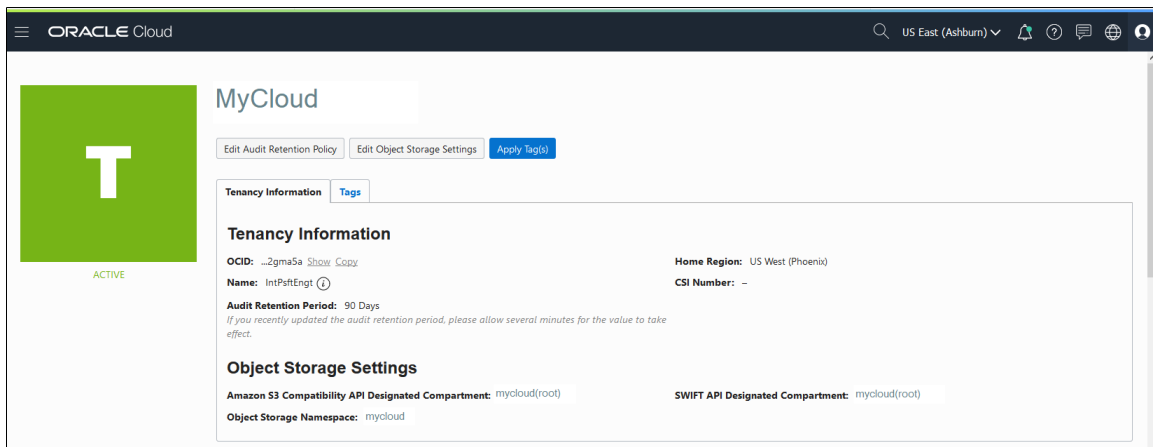 ORACLE Cloud
US East (Ashburn)
MyCloud
Edit Audit Retention Policy Edit Object Storage Settings Apply Tag(s)
T
ACTIVE
Tenancy Information Tags
Tenancy Information
OCID: ...2gma5a Show Copy
Home Region: US West (Phoenix)
Name: IntPsftEngt
CSI Number: –
Audit Retention Period: 90 Days
If you recently updated the audit retention period, please allow several minutes for the value to take
effect.
Object Storage Settings
Amazon S3 Compatibility API Designated Compartment: mycloud(root)
SWIFT API Designated Compartment: mycloud(root)
Object Storage Namespace: mycloud